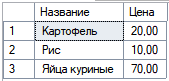 Название Цена
1 Картофель 20,00
2 Рис 10,00
3 Яйца куриные 70,00